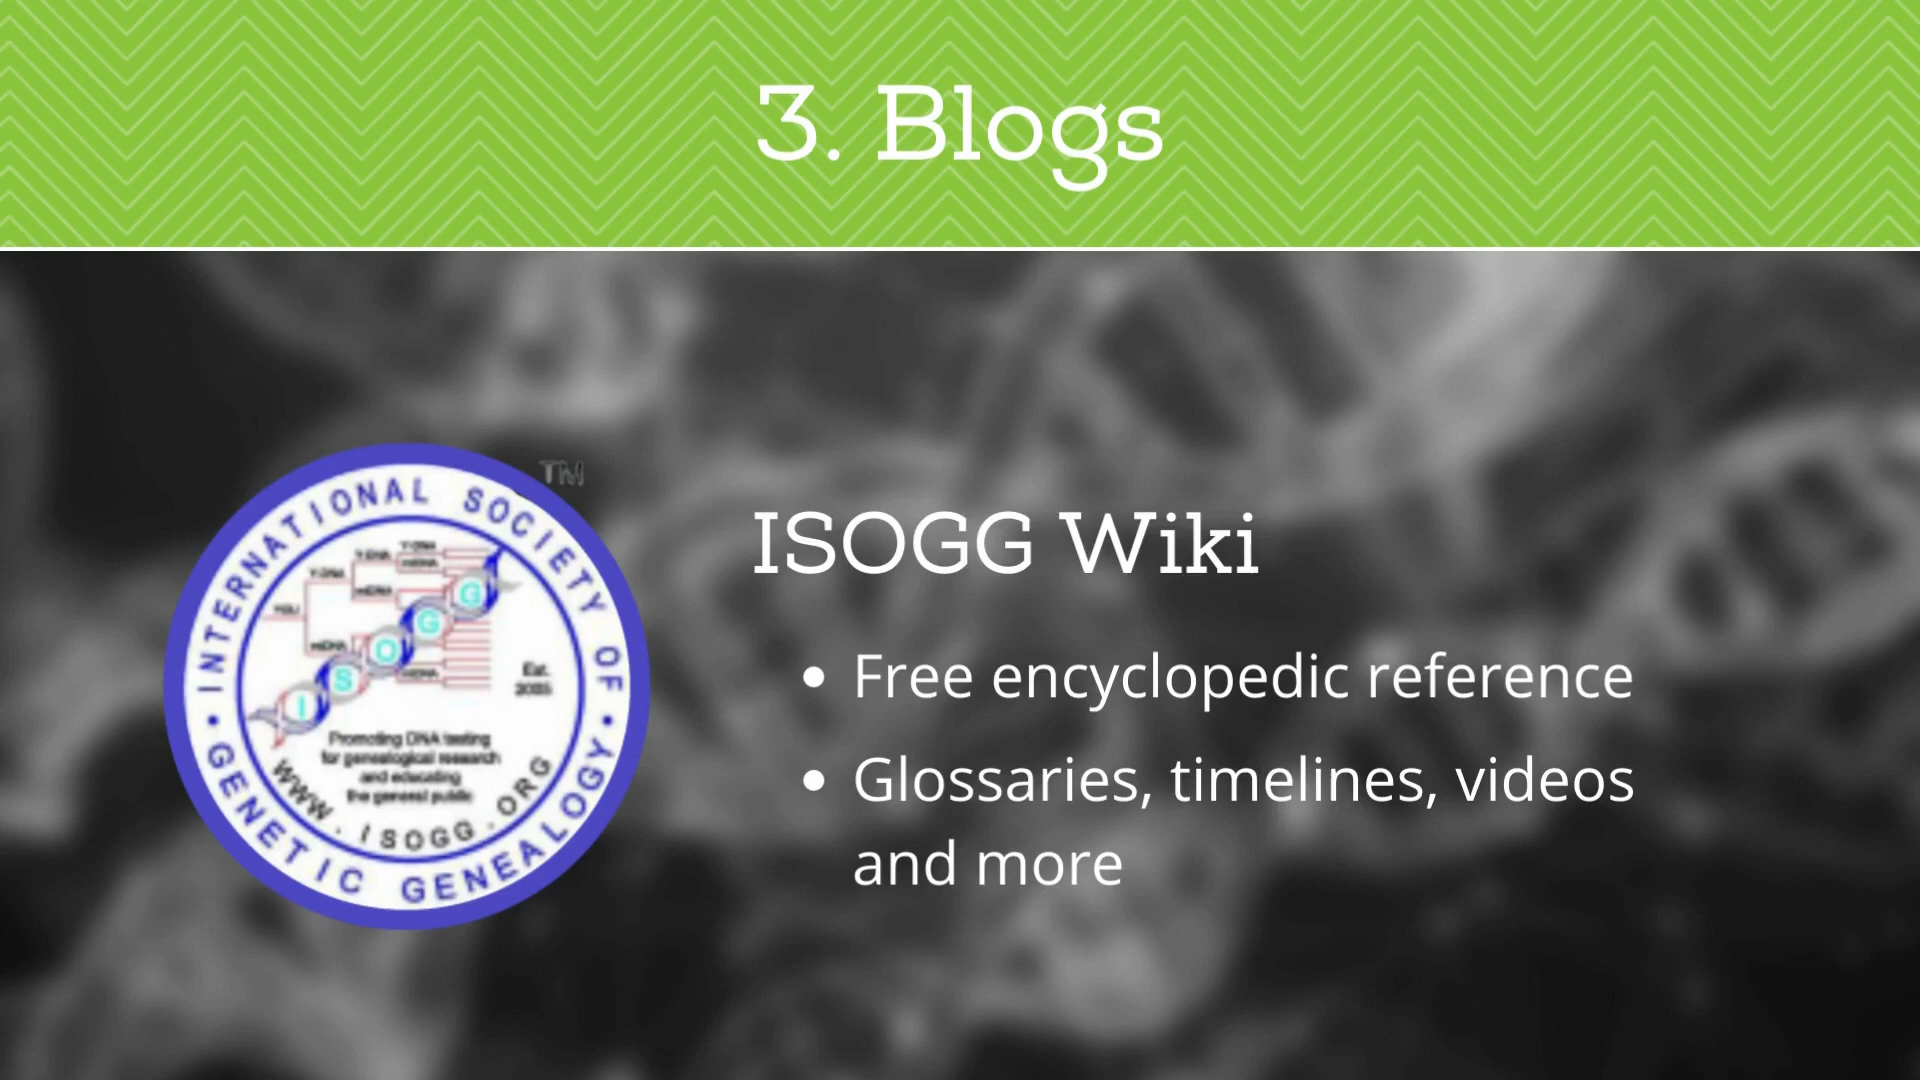 3. Blogs
TM
INTERNATIONAL SOCIETY OF
• GENETIC GENEALOGY •
I S O G G
Est.
Promoting DNA testing
for genealogical research
and educating
the general public
WWW.ISOGG.ORG
ISOGG Wiki
• Free encyclopedic reference
• Glossaries, timelines, videos
and more